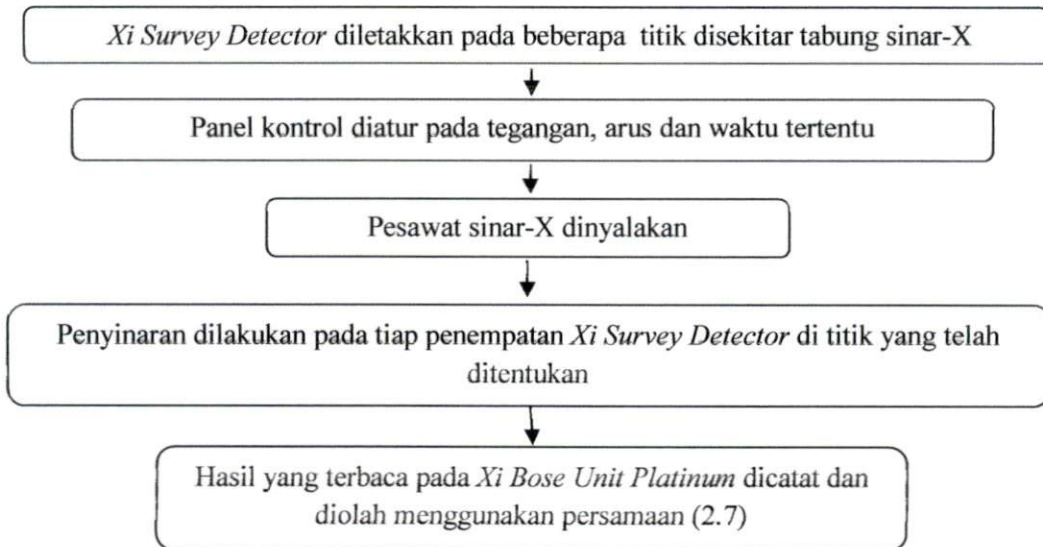 Xi Survey Detector diletakkan pada beberapa titik disekitar tabung sinar-X
Panel kontrol diatur pada tegangan, arus dan waktu tertentu
Pesawat sinar-X dinyalakan
Penyinaran dilakukan pada tiap penempatan Xi Survey Detector di titik yang telah
ditentukan
Hasil yang terbaca pada Xi Bose Unit Platinum dicatat dan
diolah menggunakan persamaan (2.7)